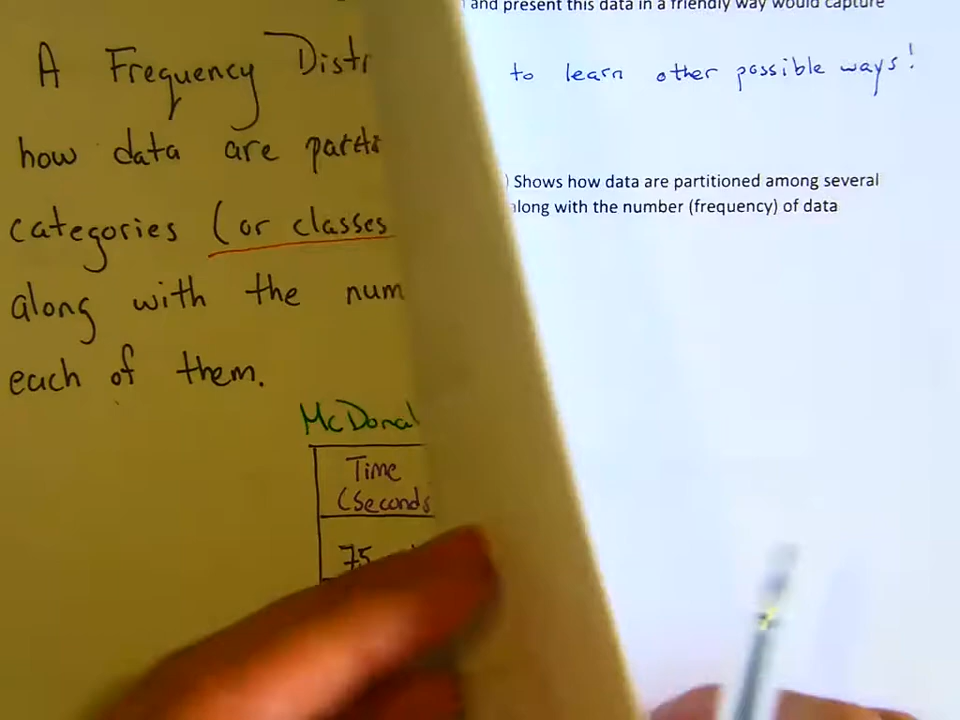 A Frequency Distr
how data are parti
categories (or classes
along with the num
each of them.
McDonal
Time
(Seconds
75
and present this data in a friendly way would capture
to learn other possible ways!
) Shows how data are partitioned among several
along with the number (frequency) of data